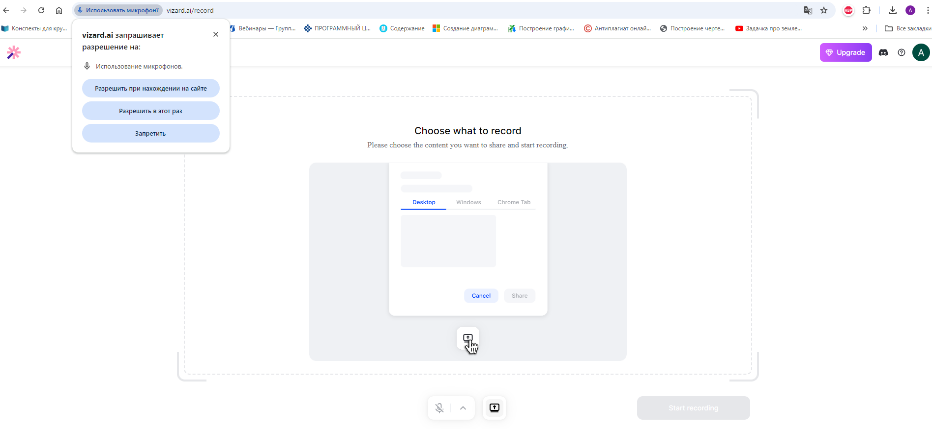 Использовать микрофон?
vizard.ai/record
Конспекты для кру...
Вебинары — Групп...
ПРОГРАММНЫЙ Ц...
Содержание
Создание диаграм...
Построение графи...
Антиплагиат онлай...
Построение черте...
Задачка про земле...
»
Все закладки
vizard.ai запрашивает
разрешение на:
Использование микрофонов.
Разрешить при нахождении на сайте
Разрешить в этот раз
Запретить
Upgrade
A
Choose what to record
Please choose the content you want to share and start recording.
Desktop
Windows
Chrome Tab
Cancel
Share
Start recording